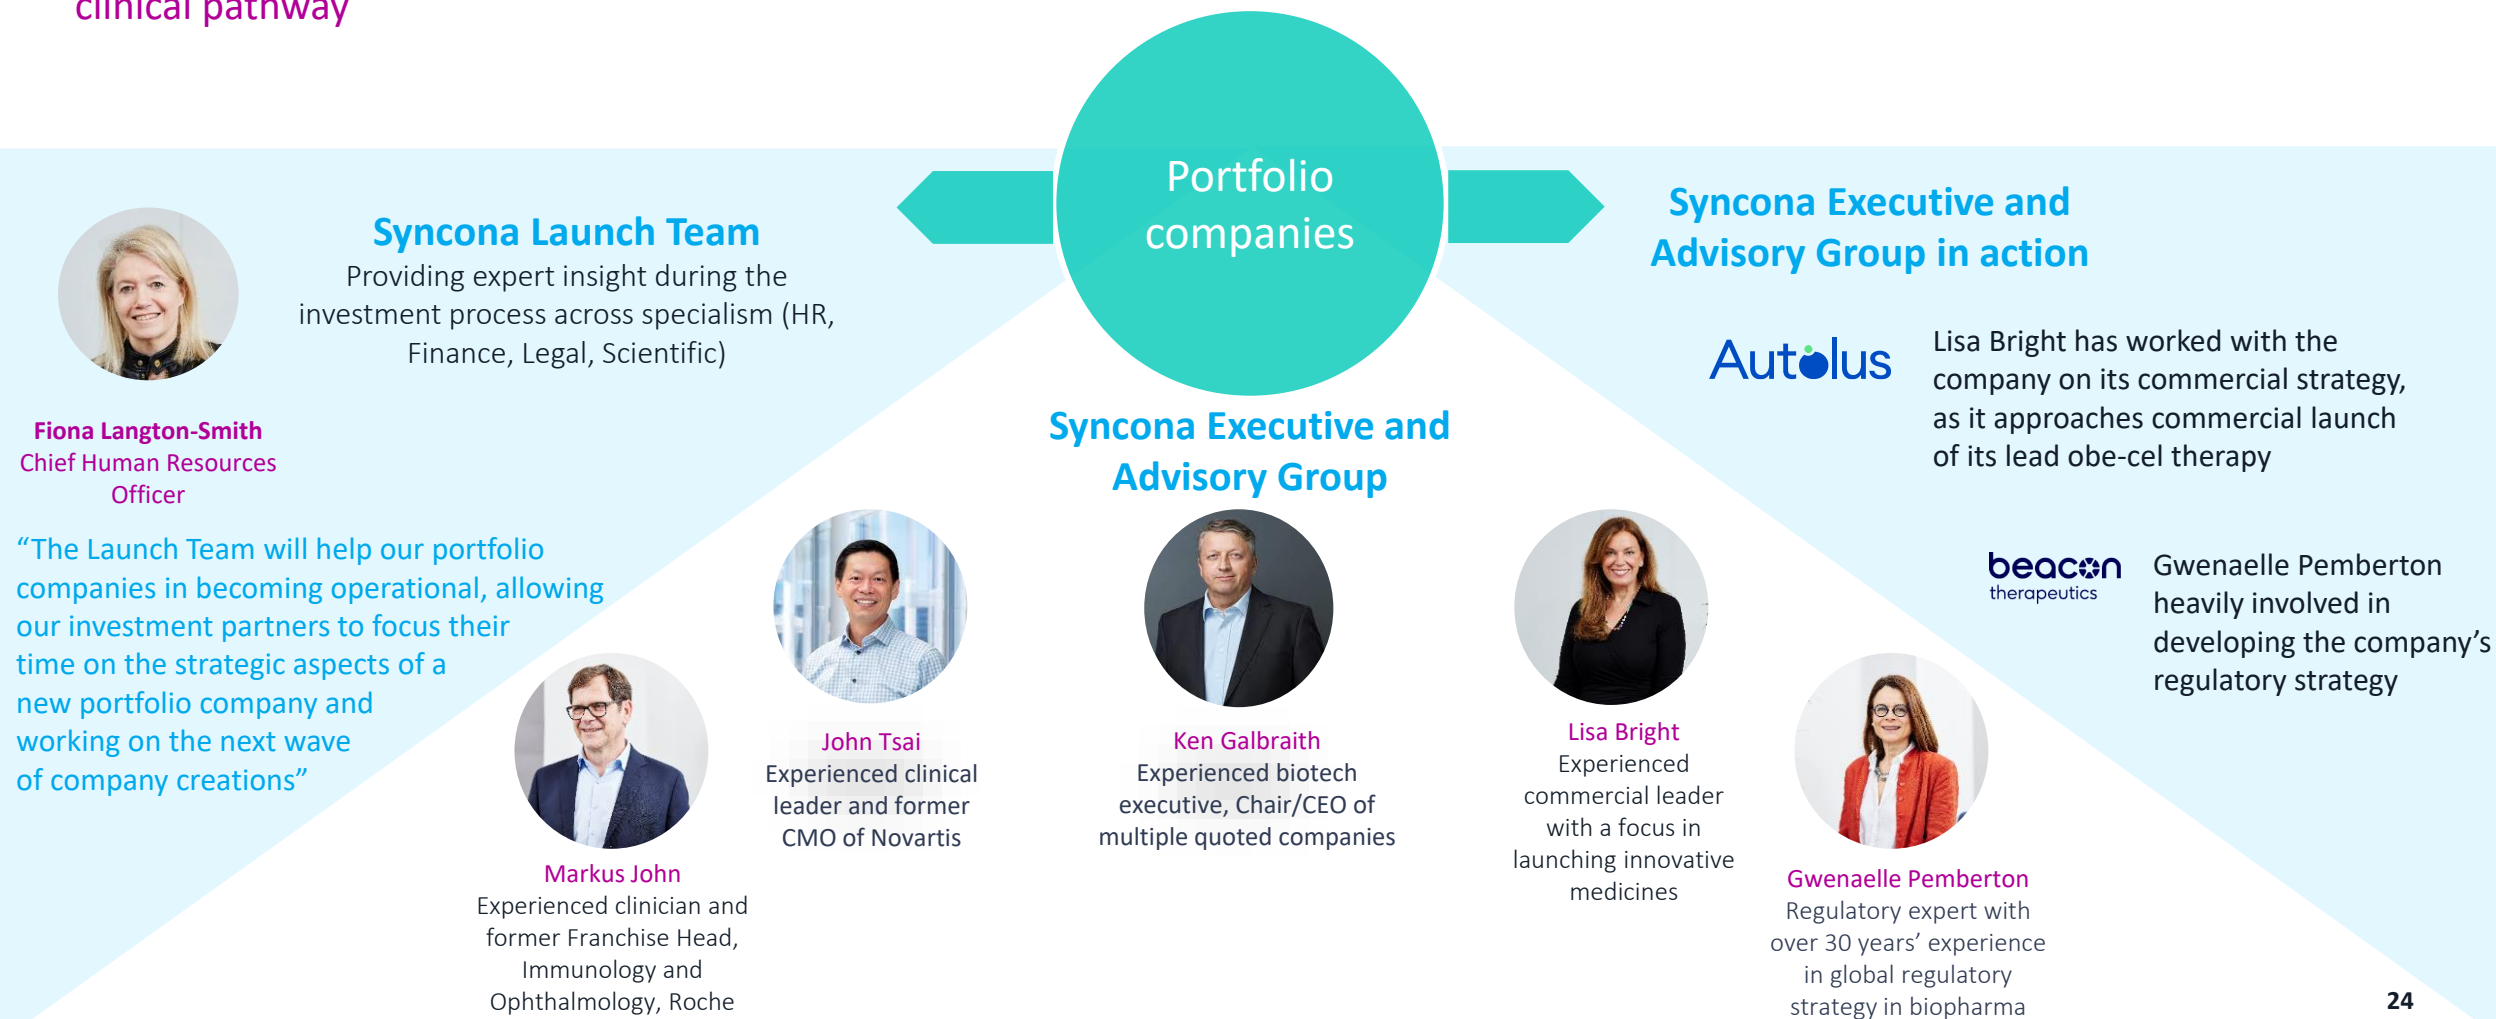 clinical pathway
Portfolio
companies
Syncona Launch Team
Providing expert insight during the
investment process across specialism (HR,
Finance, Legal, Scientific)
Fiona Langton-Smith
Chief Human Resources
Officer
“The Launch Team will help our portfolio
companies in becoming operational, allowing
our investment partners to focus their
time on the strategic aspects of a
new portfolio company and
working on the next wave
of company creations”
Syncona Executive and
Advisory Group
Markus John
Experienced clinician and
former Franchise Head,
Immunology and
Ophthalmology, Roche
John Tsai
Experienced clinical
leader and former
CMO of Novartis
Ken Galbraith
Experienced biotech
executive, Chair/CEO of
multiple quoted companies
Lisa Bright
Experienced
commercial leader
with a focus in
launching innovative
medicines
Gwenaelle Pemberton
Regulatory expert with
over 30 years’ experience
in global regulatory
strategy in biopharma
Syncona Executive and
Advisory Group in action
Autolus
Lisa Bright has worked with the
company on its commercial strategy,
as it approaches commercial launch
of its lead obe-cel therapy
beacon
therapeutics
Gwenaelle Pemberton
heavily involved in
developing the company’s
regulatory strategy
24